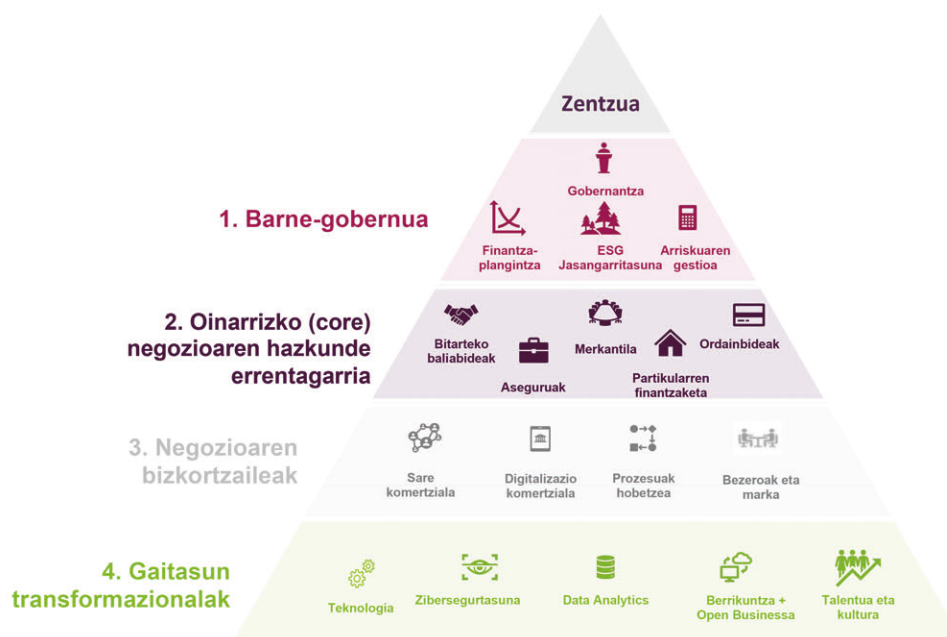 Zentzua
1. Barne-gobernua
Gobernantza
Finantza-
plangintza
ESG
Jasangarritasuna
Arriskuaren
gestioa
2. Oinarrizko (core)
negozioaren hazkunde
errentagarria
Bitarteko
baliabideak
Aseguruak
Merkantila
Partikularren
finantzaketa
Ordainbideak
3. Negozioaren
bizkortzaileak
Sare
komertziala
Digitalizazio
komertziala
Prozesuak
hobetzea
Bezeroak eta
marka
4. Gaitasun
transformazionalak
Teknologia
Zibersegurtasuna
Data Analytics
Berrikuntza +
Open Businessa
Talentua eta
kultura